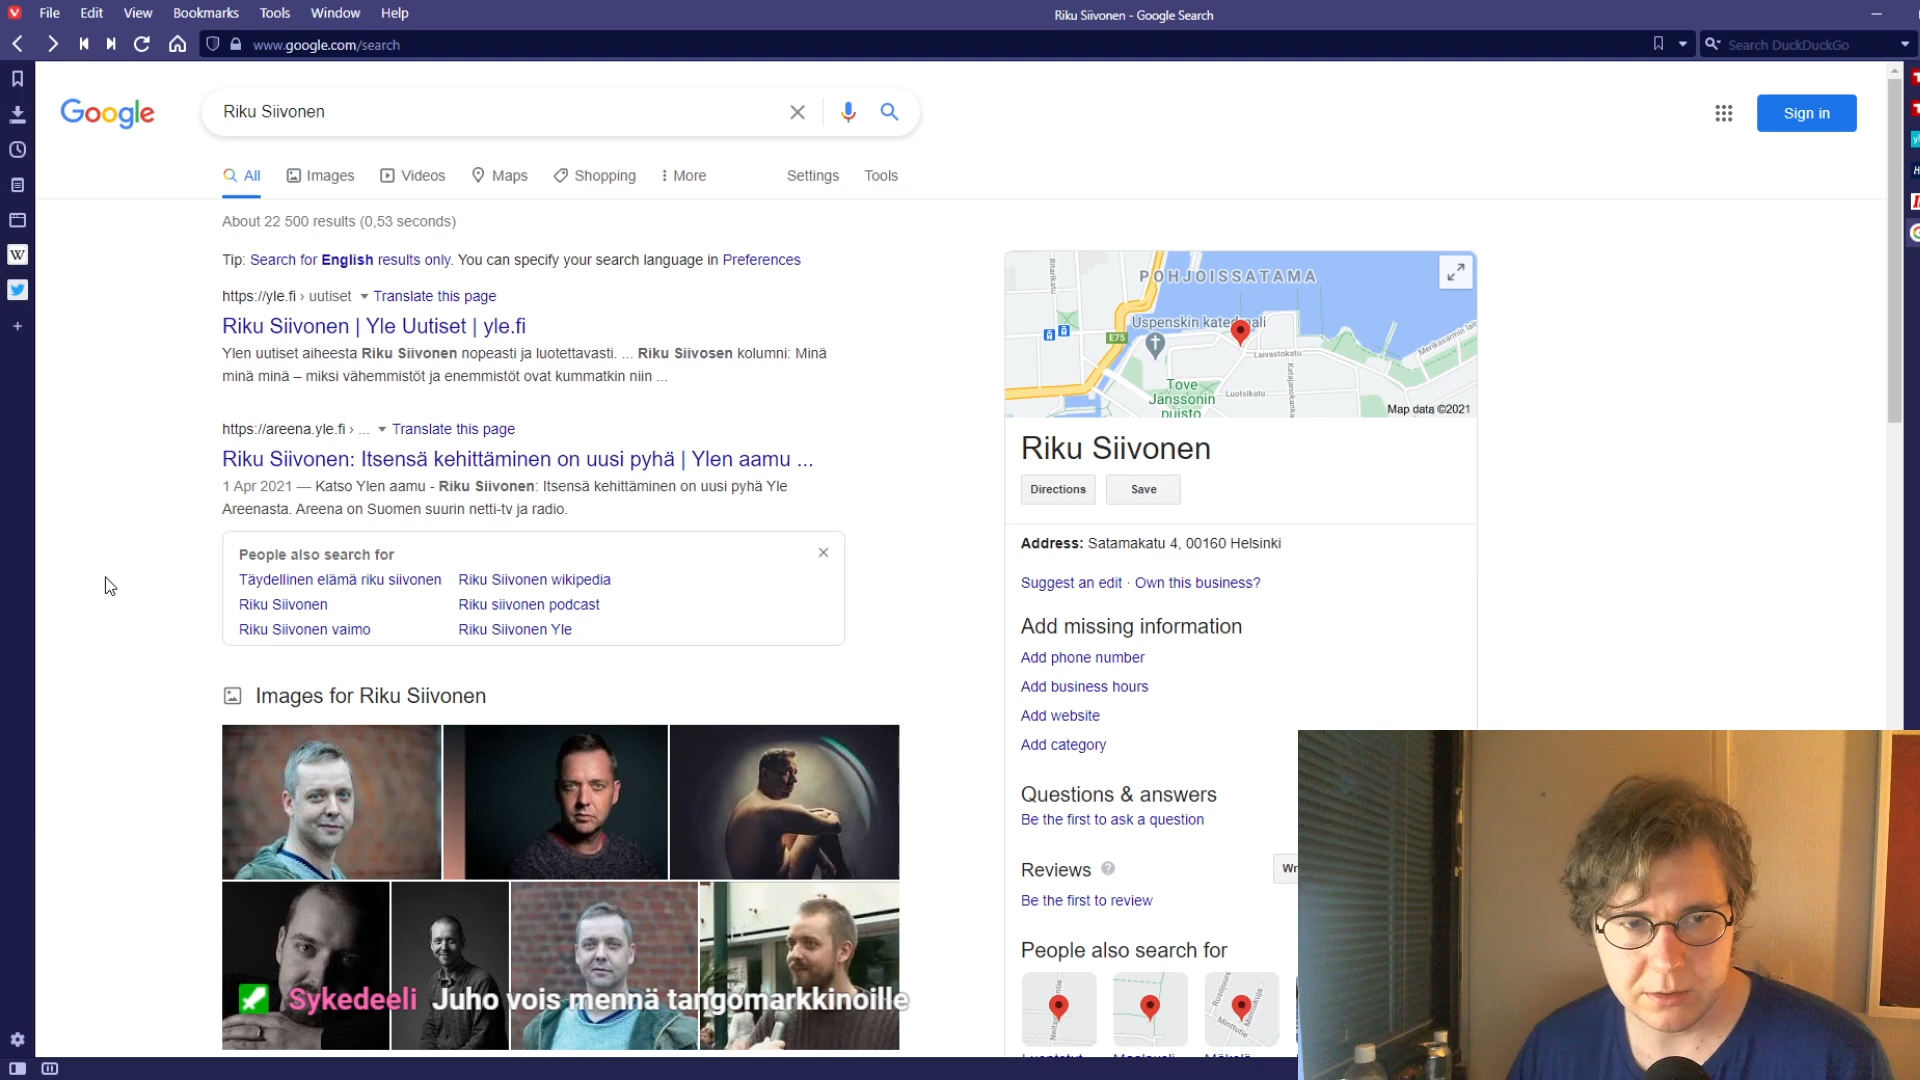 File Edit View Bookmarks Tools Window Help
Riku Siivonen - Google Search
www.google.com/search
Search DuckDuckGo
Google
Riku Siivonen
Sign in
All Images Videos Maps Shopping More Settings Tools
About 22 500 results (0,53 seconds)
Tip: Search for English results only. You can specify your search language in Preferences
https://yle.fi › uutiset Translate this page
Riku Siivonen | Yle Uutiset | yle.fi
Ylen uutiset aiheesta Riku Siivonen nopeasti ja luotettavasti. ... Riku Siivosen kolumni: Minä
minä minä – miksi vähemmistöt ja enemmistöt ovat kummatkin niin ...
https://areena.yle.fi › ... Translate this page
Riku Siivonen: Itsensä kehittäminen on uusi pyhä | Ylen aamu ...
1 Apr 2021 — Katso Ylen aamu - Riku Siivonen: Itsensä kehittäminen on uusi pyhä Yle
Areenasta. Areena on Suomen suurin netti-tv ja radio.
People also search for
Täydellinen elämä riku siivonen Riku Siivonen wikipedia
Riku Siivonen Riku siivonen podcast
Riku Siivonen vaimo Riku Siivonen Yle
Images for Riku Siivonen
Sykedeeli Juho vois mennä tangomarkkinoille
POHJOISSATAMA
Ritarikatu
Uspenskin katedraali
E75
Laivastokatu
Merikasarmin
Tove
Janssonin
puisto
Luotsikatu
Katajanokanka
Map data ©2021
Riku Siivonen
Directions Save
Address: Satamakatu 4, 00160 Helsinki
Suggest an edit · Own this business?
Add missing information
Add phone number
Add business hours
Add website
Add category
Questions & answers
Be the first to ask a question
Reviews
Wr
Be the first to review
People also search for